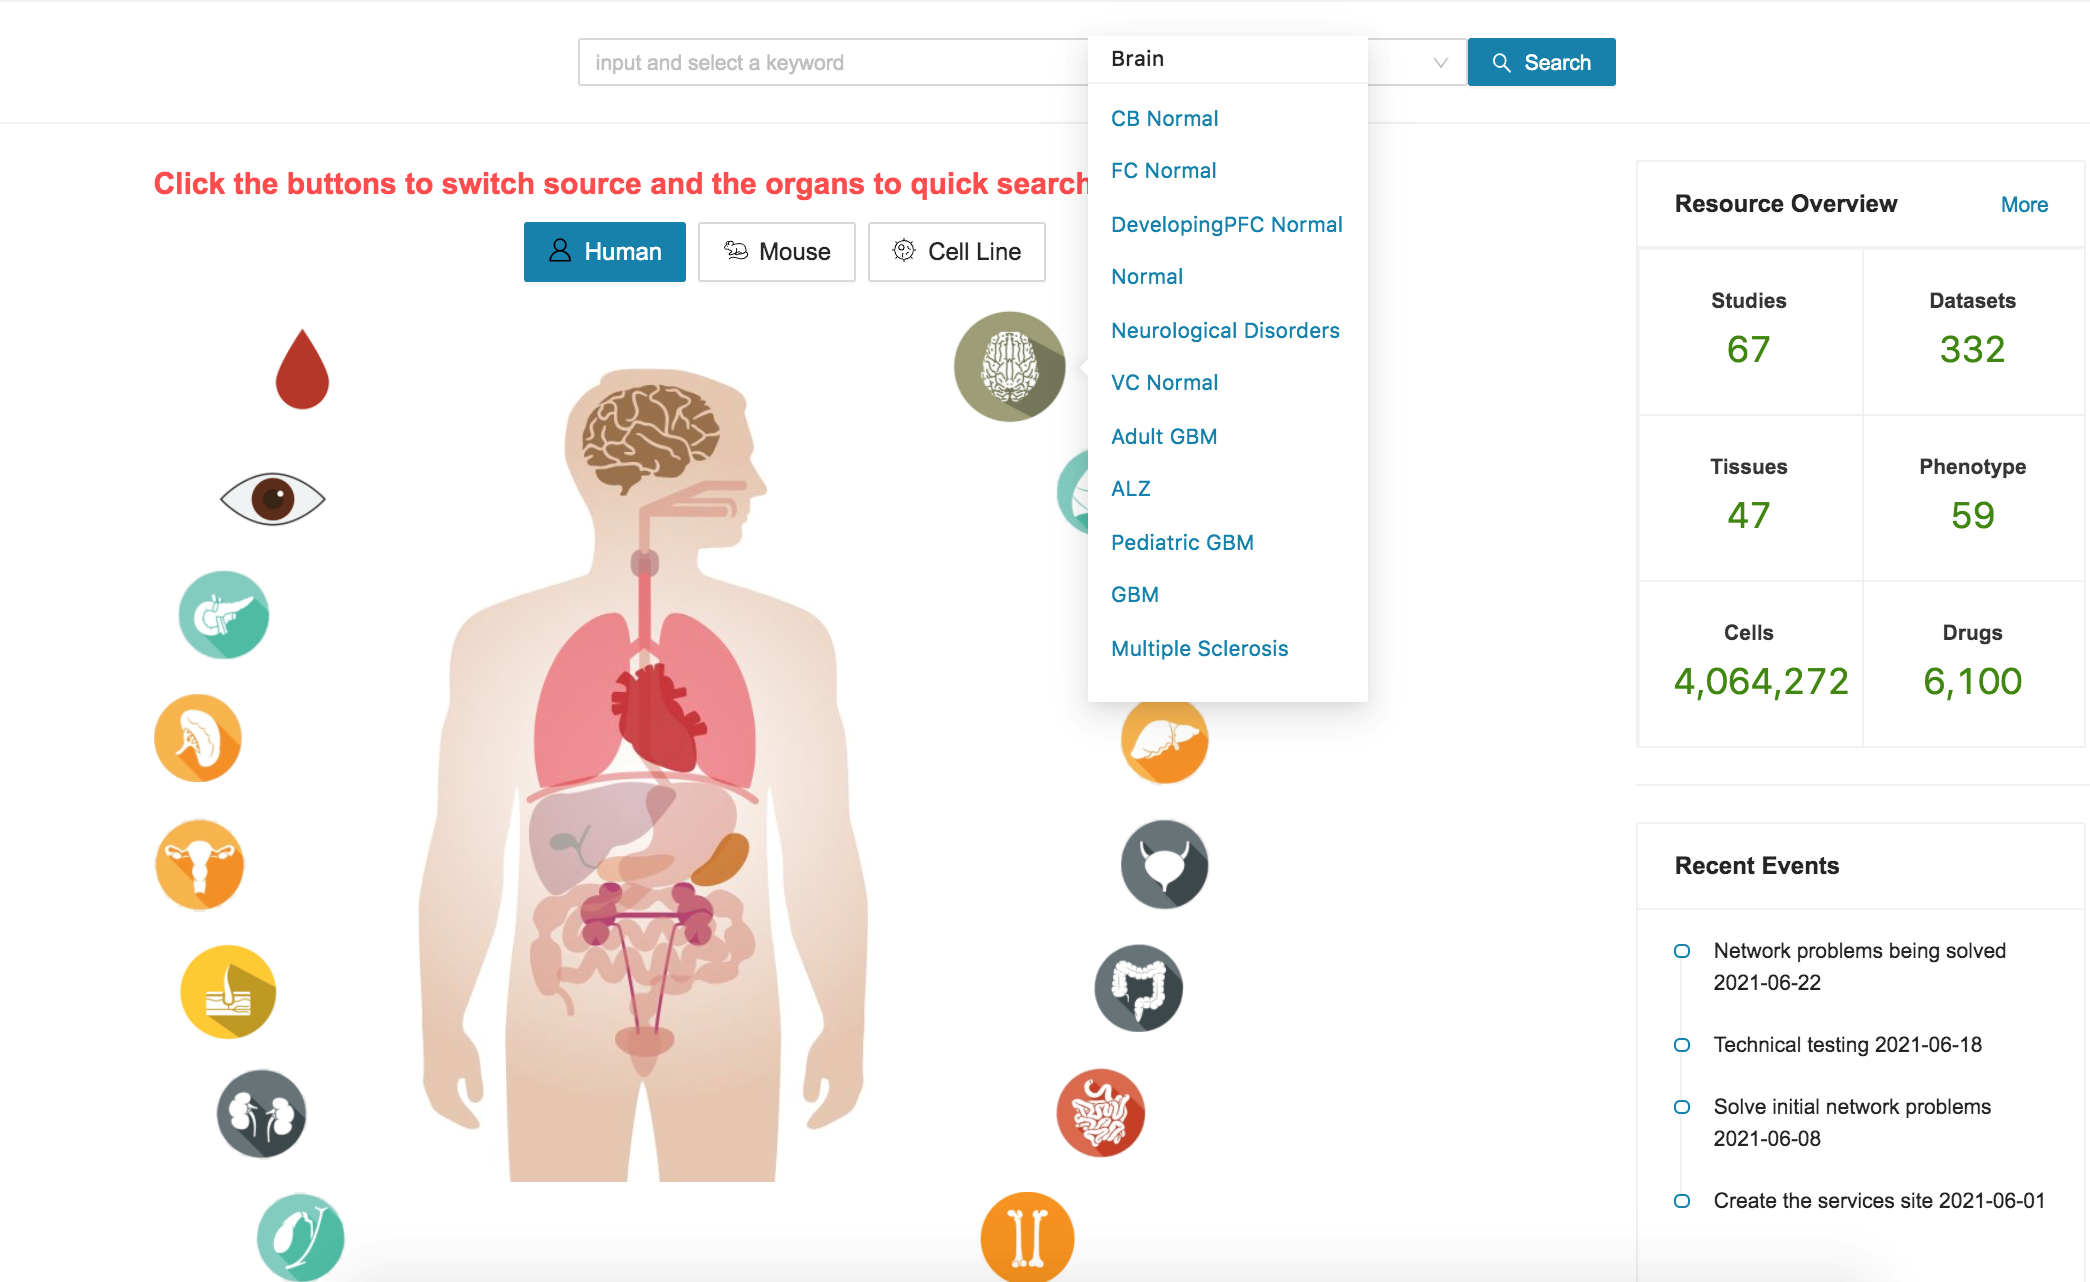 input and select a keyword
Search
Click the buttons to switch source and the organs to quick search
Human
Mouse
Cell Line
Brain
CB Normal
FC Normal
DevelopingPFC Normal
Normal
Neurological Disorders
VC Normal
Adult GBM
ALZ
Pediatric GBM
GBM
Multiple Sclerosis
Resource Overview
More
Studies
Datasets
67
332
Tissues
Phenotype
47
59
Cells
Drugs
4,064,272
6,100
Recent Events
Network problems being solved
2021-06-22
Technical testing 2021-06-18
Solve initial network problems
2021-06-08
Create the services site 2021-06-01